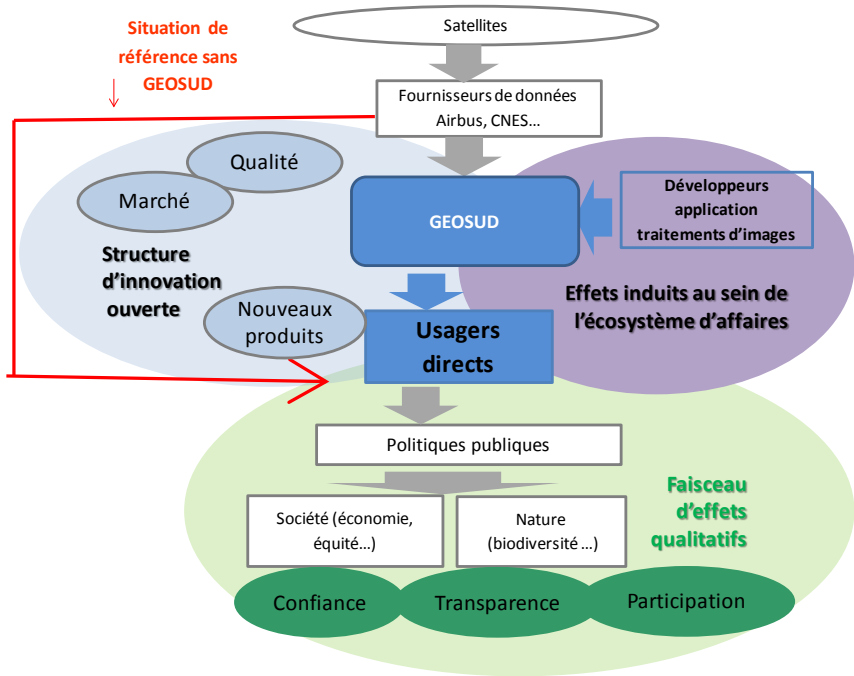 Situation de
référence sans
GEOSUD
Satellites
Fournisseurs de données
Airbus, CNES...
Qualité
Marché
Structure
d'innovation
ouverte
Nouveaux
produits
GEOSUD
Développeurs
application
traitements d'images
Effets induits au sein de
l'écosystème d'affaires
Usagers
directs
Politiques publiques
Société (économie,
équité...)
Nature
(biodiversité ...)
Faisceau
d'effets
qualitatifs
Confiance
Transparence
Participation